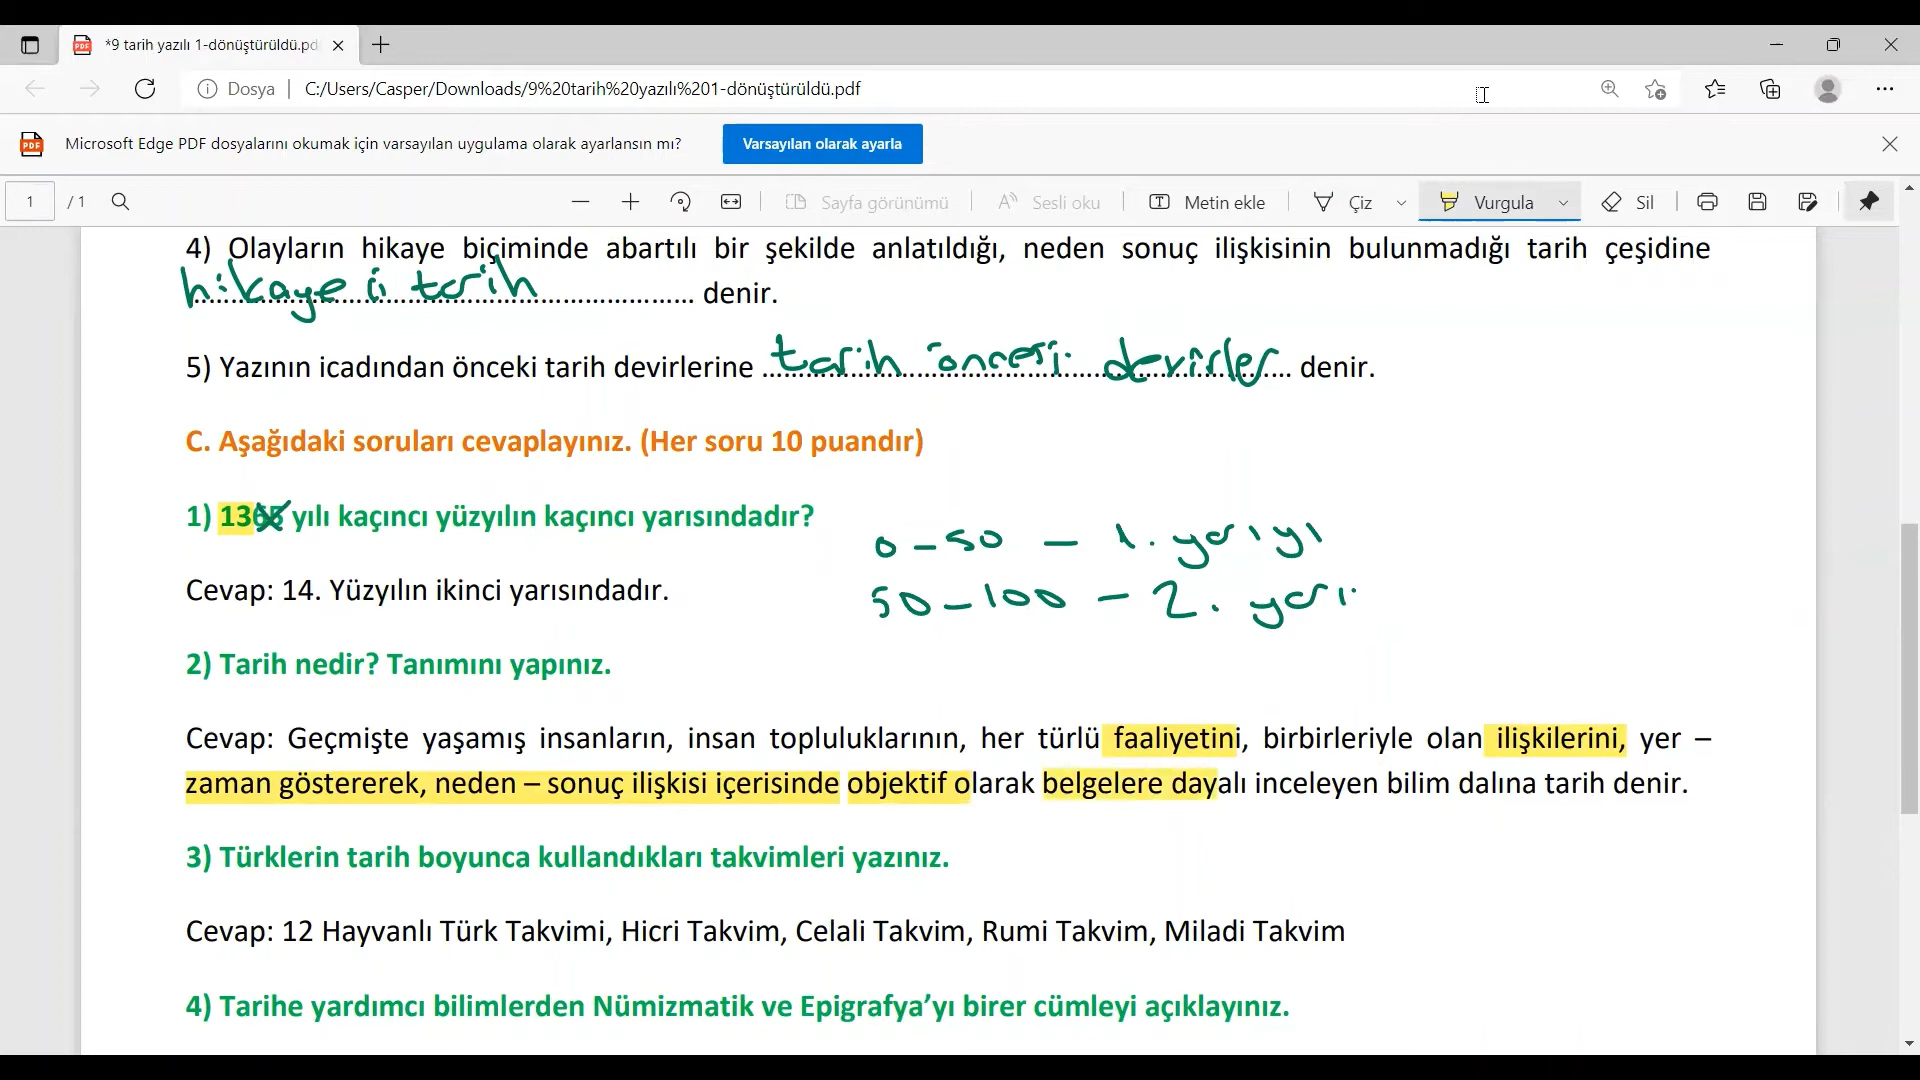 *9 tarih yazılı 1-dönüştürüldü.pd
Dosya | C:/Users/Casper/Downloads/9%20tarih%20yazılı%201-dönüştürüldü.pdf
Microsoft Edge PDF dosyalarını okumak için varsayılan uygulama olarak ayarlansın mı? Varsayılan olarak ayarla
1 / 1 Sayfa görünümü Sesli oku Metin ekle Çiz Vurgula Sil
4) Olayların hikaye biçiminde abartılı bir şekilde anlatıldığı, neden sonuç ilişkisinin bulunmadığı tarih çeşidine
hikayeci tarih denir.
5) Yazının icadından önceki tarih devirlerine tarih öncesi devirler denir.
C. Aşağıdaki soruları cevaplayınız. (Her soru 10 puandır)
1) 1365 yılı kaçıncı yüzyılın kaçıncı yarısındadır?
0-50 - 1. yarıyı
Cevap: 14. Yüzyılın ikinci yarısındadır.
50-100 - 2. yarı
2) Tarih nedir? Tanımını yapınız.
Cevap: Geçmişte yaşamış insanların, insan topluluklarının, her türlü faaliyetini, birbirleriyle olan ilişkilerini, yer –
zaman göstererek, neden – sonuç ilişkisi içerisinde objektif olarak belgelere dayalı inceleyen bilim dalına tarih denir.
3) Türklerin tarih boyunca kullandıkları takvimleri yazınız.
Cevap: 12 Hayvanlı Türk Takvimi, Hicri Takvim, Celali Takvim, Rumi Takvim, Miladi Takvim
4) Tarihe yardımcı bilimlerden Nümizmatik ve Epigrafya’yı birer cümleyi açıklayınız.